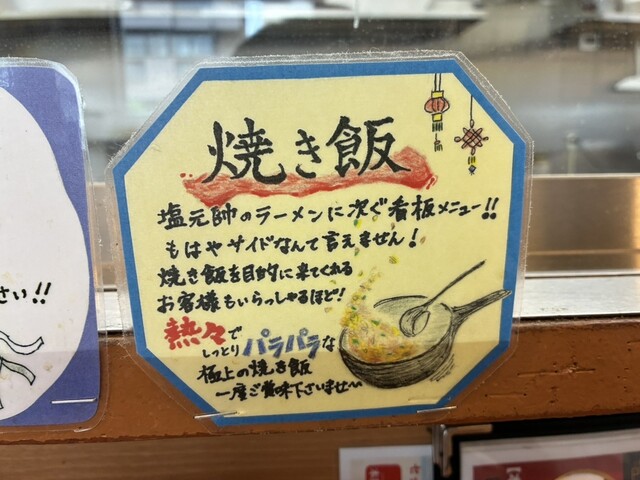 焼き飯
塩元帥のラーメンに次ぐ看板メニュー!!
もはやサイドなんて言えません!
焼き飯を目的に来てくれる
お客様もいらっしゃるほど!
熱々で
しっとりパラパラな
極上の焼き飯
一度ご賞味下さいませ〜
さい!!